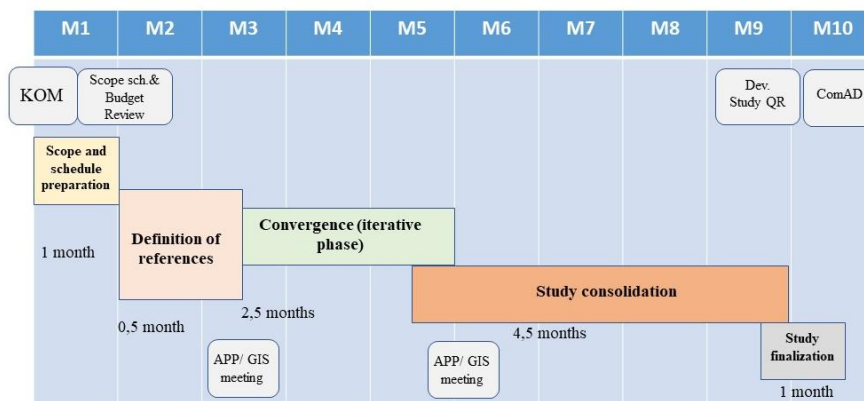 M1 M2 M3 M4 M5 M6 M7 M8 M9 M10
KOM
Scope sch.&
Budget
Review
Dev.
Study QR
ComAD
Scope and
schedule
preparation
1 month
Definition of
references
0,5 month
Convergence (iterative
phase)
2,5 months
Study consolidation
4,5 months
APP/ GIS
meeting
APP/ GIS
meeting
Study
finalization
1 month